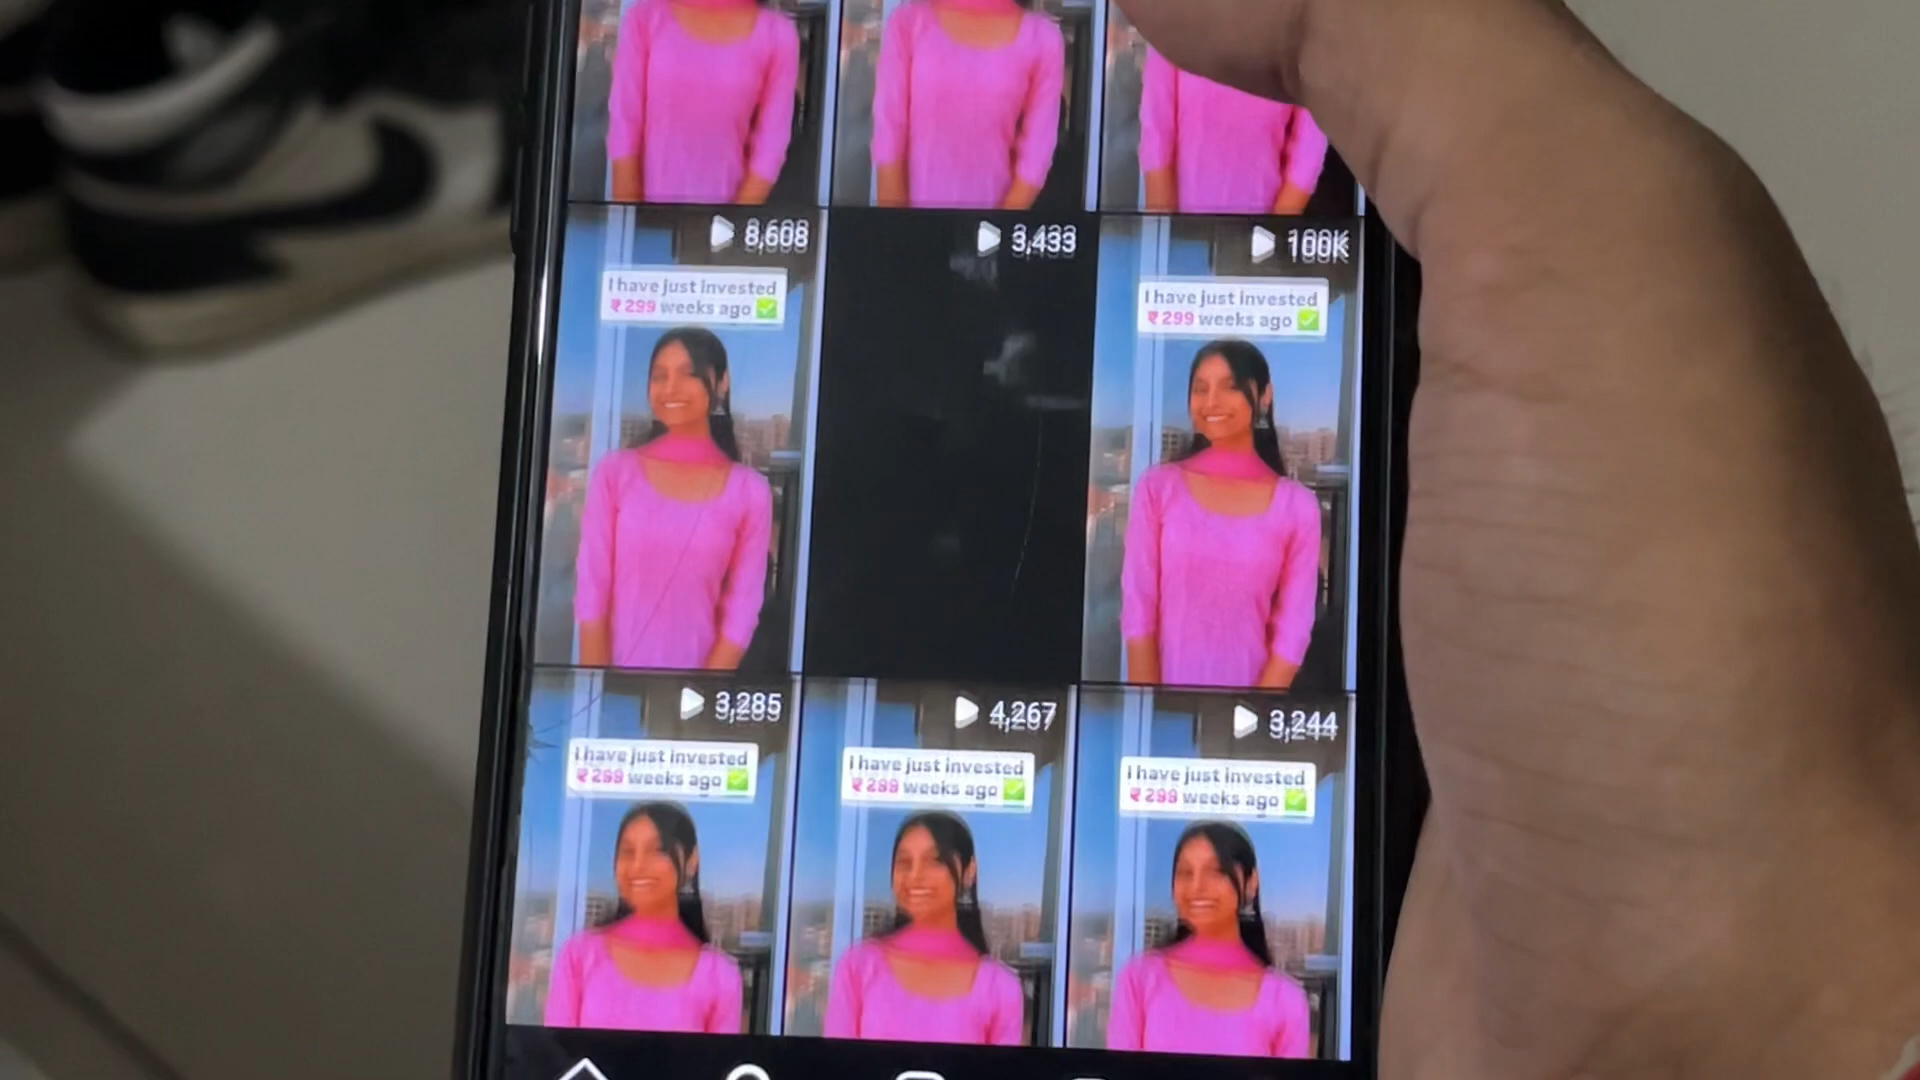 8,608
3,433
100K
I have just invested
₹ 299 weeks ago ✅
I have just invested
₹ 299 weeks ago ✅
3,285
4,267
3,244
I have just invested
₹ 299 weeks ago ✅
I have just invested
₹ 299 weeks ago ✅
I have just invested
₹ 299 weeks ago ✅